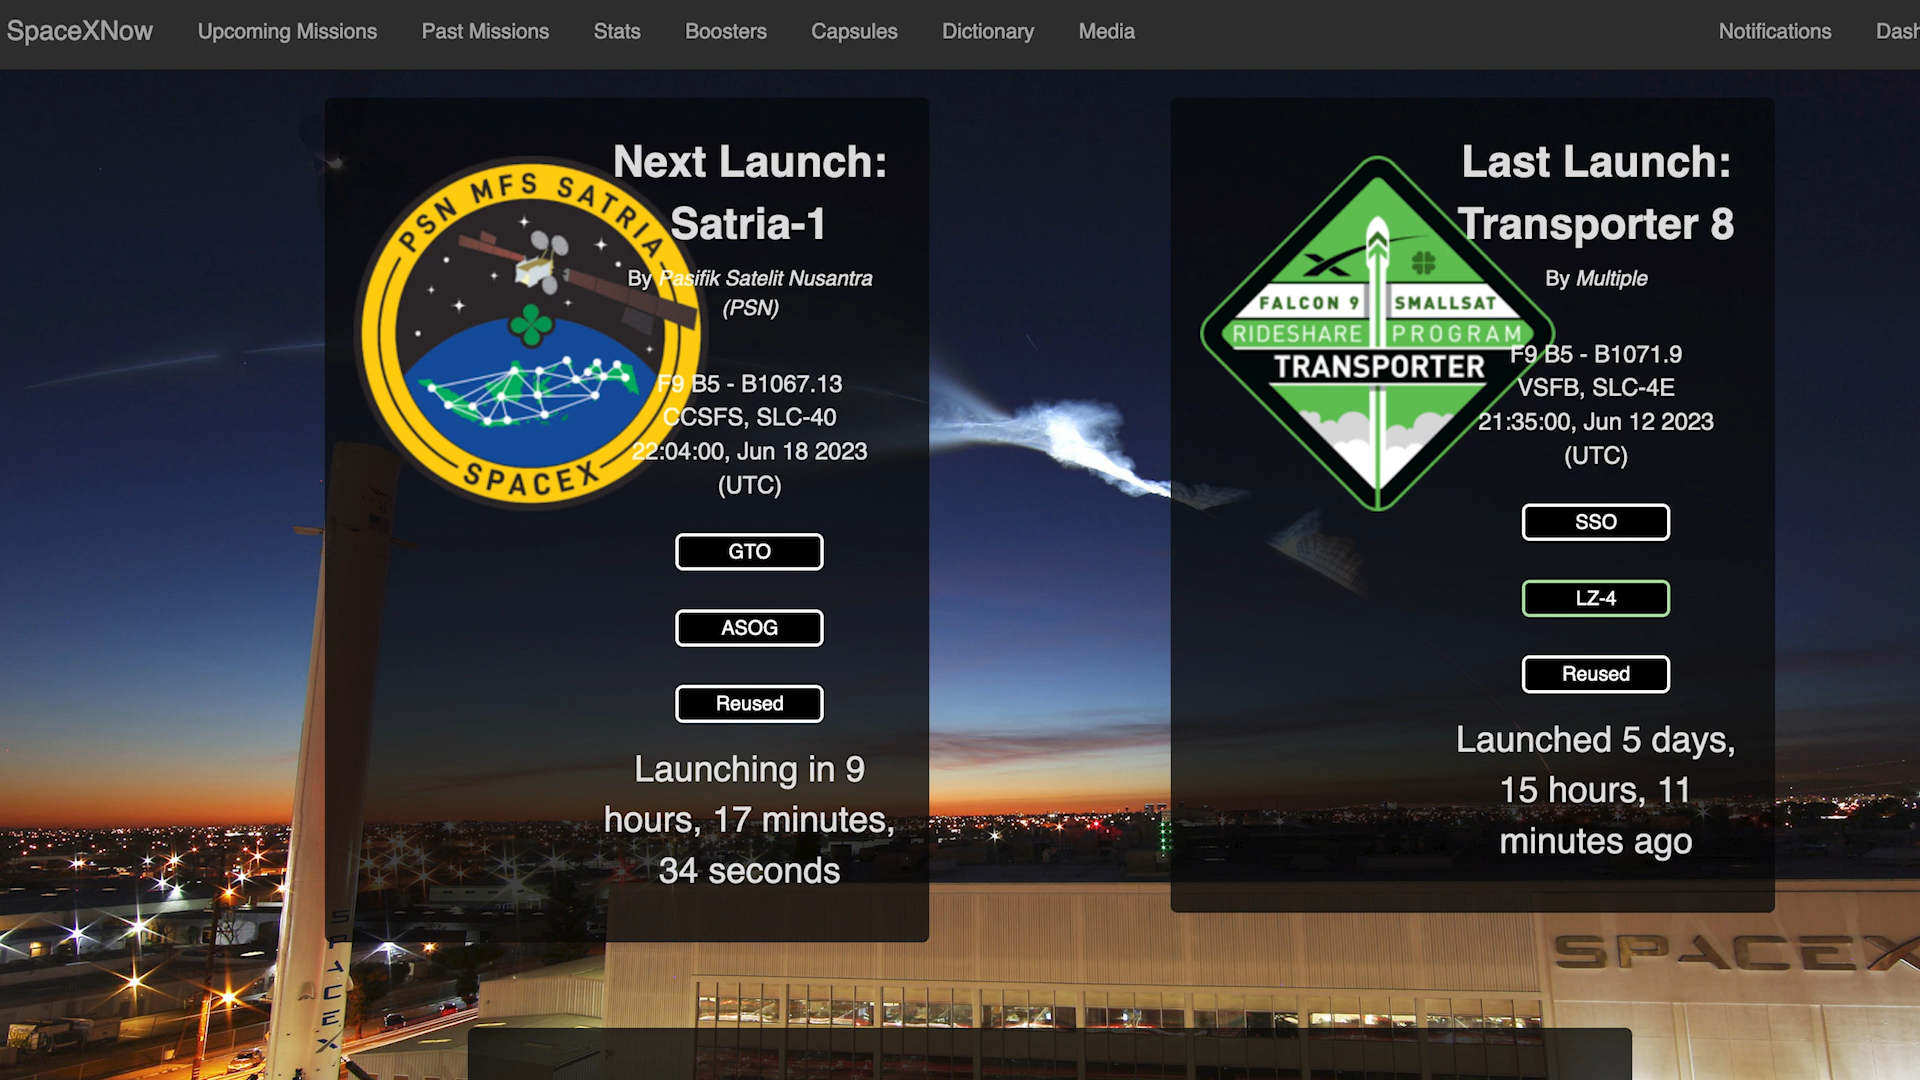 SpaceXNow
Upcoming Missions
Past Missions
Stats
Boosters
Capsules
Dictionary
Media
Notifications
Dash
PSN MFS SATRIA
SPACEX
Next Launch:
Satria-1
By Pasifik Satelit Nusantra
(PSN)
F9 B5 - B1067.13
CCSFS, SLC-40
22:04:00, Jun 18 2023
(UTC)
GTO
ASOG
Reused
Launching in 9
hours, 17 minutes,
34 seconds
FALCON 9 SMALLSAT
RIDESHARE PROGRAM
TRANSPORTER
Last Launch:
Transporter 8
By Multiple
F9 B5 - B1071.9
VSFB, SLC-4E
21:35:00, Jun 12 2023
(UTC)
SSO
LZ-4
Reused
Launched 5 days,
15 hours, 11
minutes ago
SPACEX
SPACEX